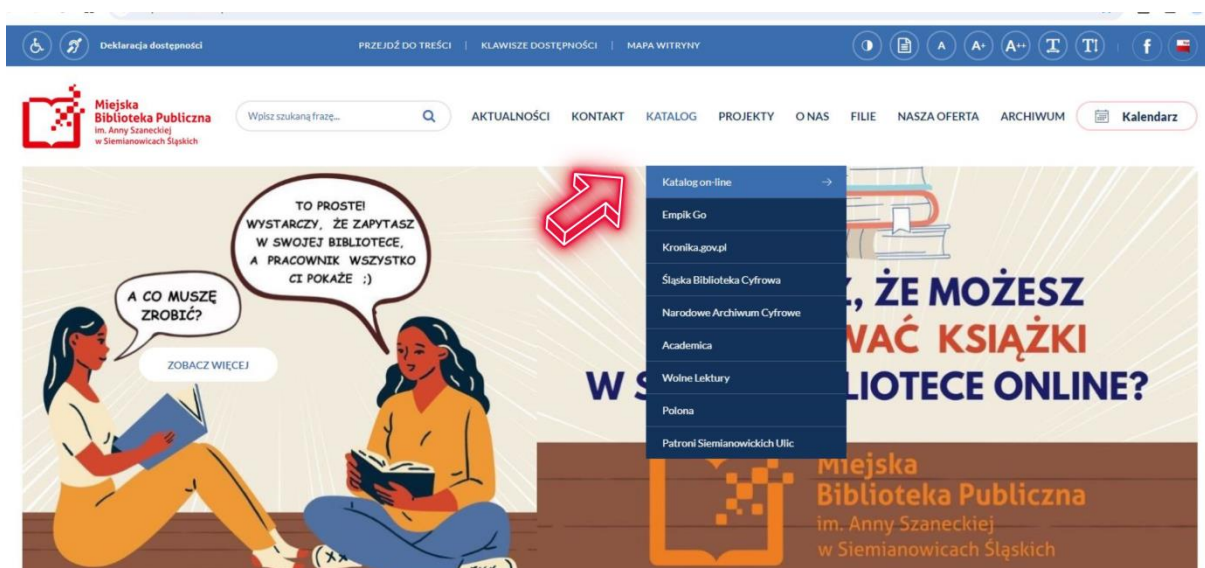 Deklaracja dostępności
PRZEJDŹ DO TREŚCI | KLAWISZE DOSTĘPNOŚCI | MAPA WITRYNY
A A+ A++ T TI f
Miejska
Biblioteka Publiczna
im. Anny Szaneckiej
w Siemianowicach Śląskich
Wpisz szukaną frazę...
AKTUALNOŚCI KONTAKT KATALOG PROJEKTY O NAS FILIE NASZA OFERTA ARCHIWUM Kalendarz
Katalog on-line →
Empik Go
Kronika.gov.pl
Śląska Biblioteka Cyfrowa
Narodowe Archiwum Cyfrowe
Academica
Wolne Lektury
Polona
Patroni Siemianowickich Ulic
TO PROSTE!
WYSTARCZY, ŻE ZAPYTASZ
W SWOJEJ BIBLIOTECE,
A PRACOWNIK WSZYSTKO
CI POKAŻE ;)
A CO MUSZĘ
ZROBIĆ?
ZOBACZ WIĘCEJ
, ŻE MOŻESZ
WAĆ KSIĄŻKI
W S LIOTECE ONLINE?
Miejska
Biblioteka Publiczna
im. Anny Szaneckiej
w Siemianowicach Śląskich